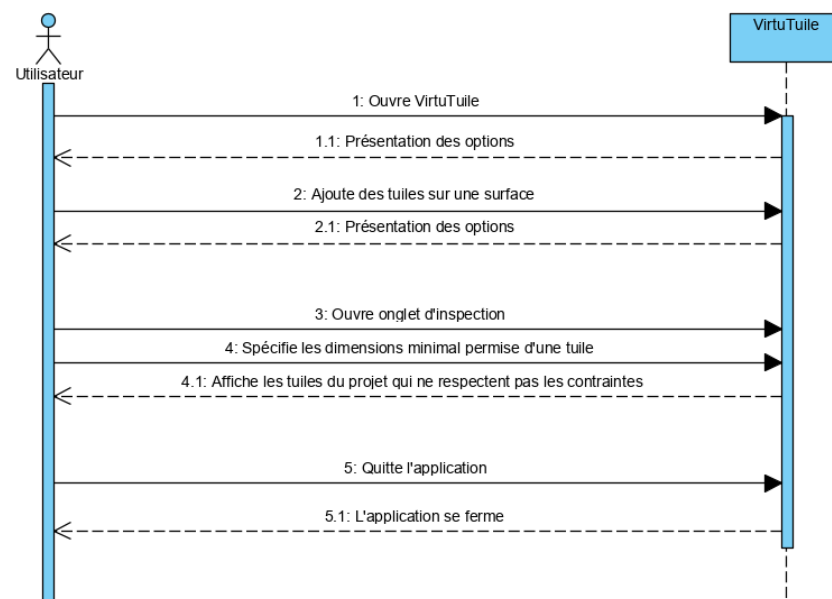 VirtuTuile
Utilisateur
1: Ouvre VirtuTuile
1.1: Présentation des options
2: Ajoute des tuiles sur une surface
2.1: Présentation des options
3: Ouvre onglet d'inspection
4: Spécifie les dimensions minimal permise d'une tuile
4.1: Affiche les tuiles du projet qui ne respectent pas les contraintes
5: Quitte l'application
5.1: L'application se ferme